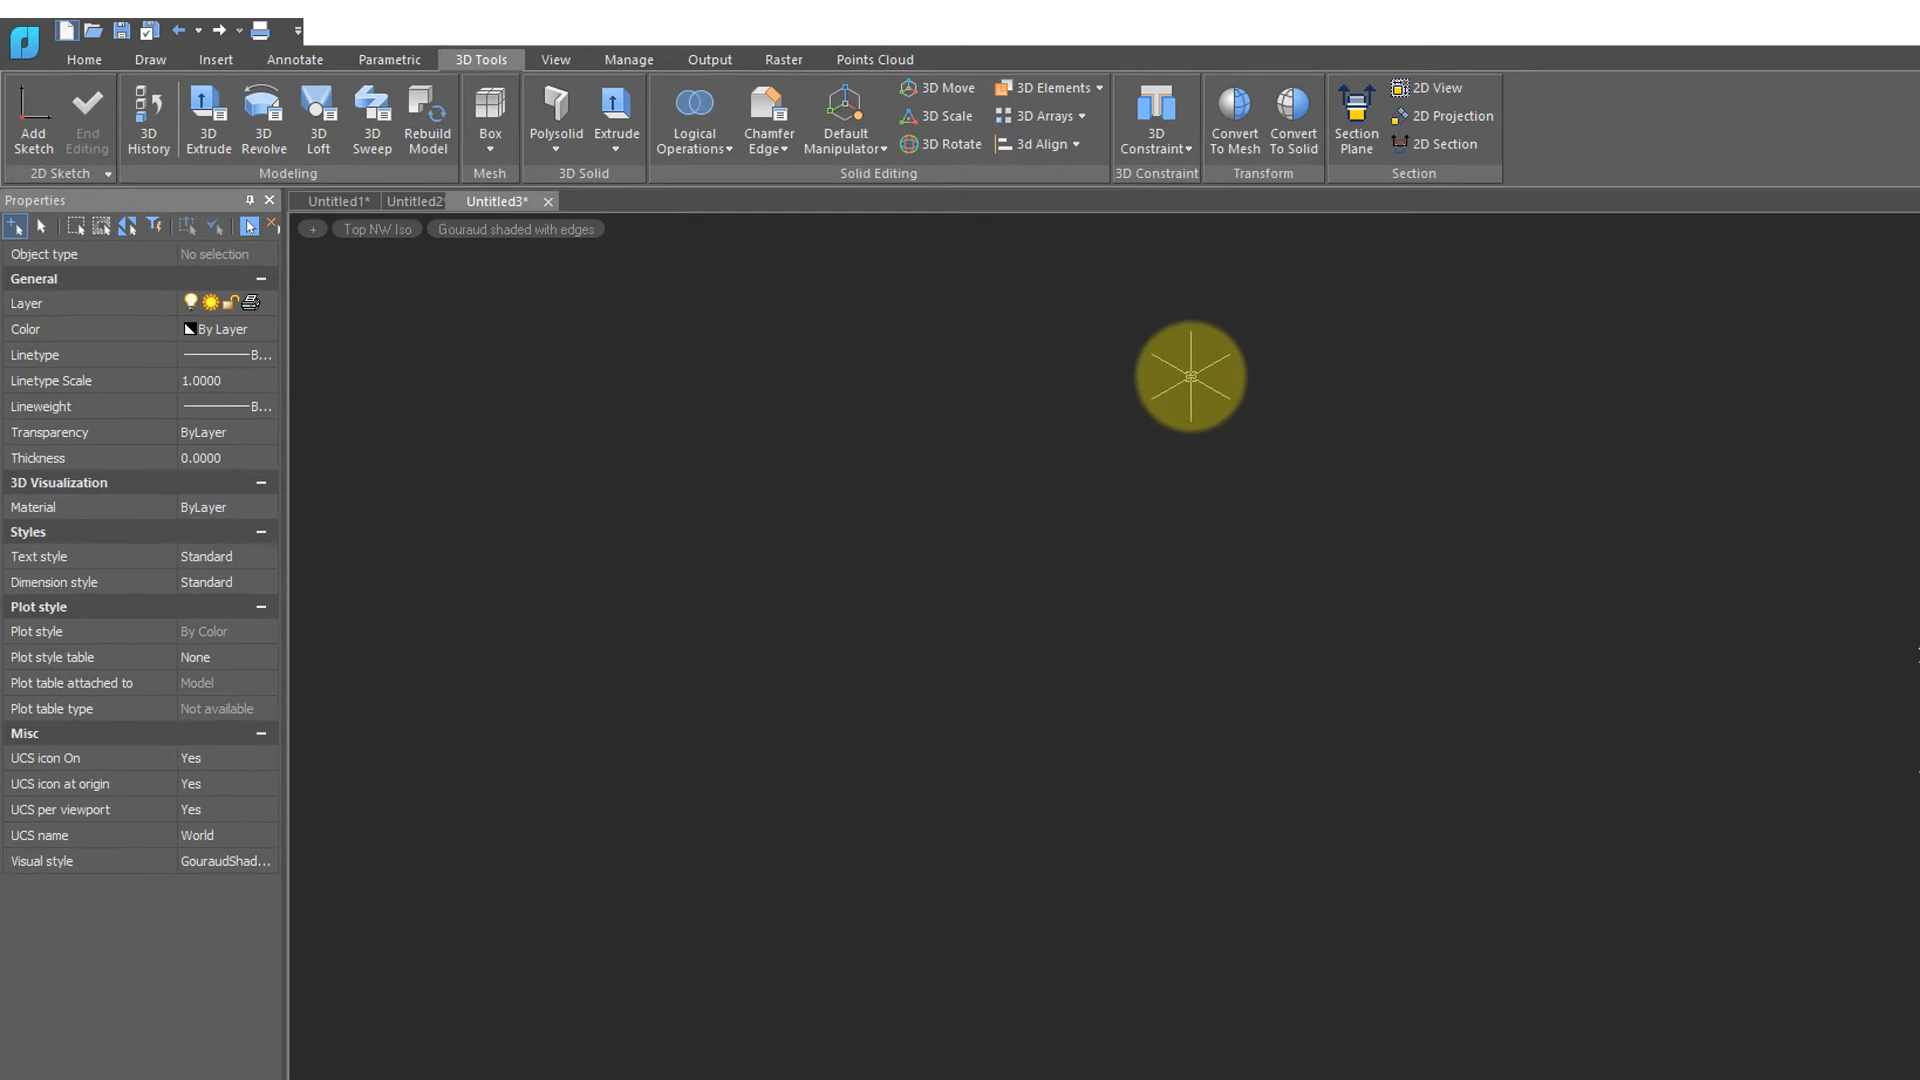 Home Draw Insert Annotate Parametric 3D Tools View Manage Output Raster Points Cloud
Add Sketch
End Editing
2D Sketch
3D History
3D Extrude
3D Revolve
3D Loft
3D Sweep
Rebuild Model
Modeling
Box
Mesh
Polysolid
Extrude
3D Solid
Logical Operations
Chamfer Edge
Default Manipulator
3D Move
3D Scale
3D Rotate
3D Elements
3D Arrays
3d Align
Solid Editing
3D Constraint
3D Constraint
Convert To Mesh
Convert To Solid
Transform
Section Plane
2D View
2D Projection
2D Section
Section
Properties
Untitled1* Untitled2 Untitled3*
+ Top NW Iso Gouraud shaded with edges
Object type No selection
General
Layer
Color By Layer
Linetype B...
Linetype Scale 1.0000
Lineweight B...
Transparency ByLayer
Thickness 0.0000
3D Visualization
Material ByLayer
Styles
Text style Standard
Dimension style Standard
Plot style
Plot style By Color
Plot style table None
Plot table attached to Model
Plot table type Not available
Misc
UCS icon On Yes
UCS icon at origin Yes
UCS per viewport Yes
UCS name World
Visual style GouraudShad...